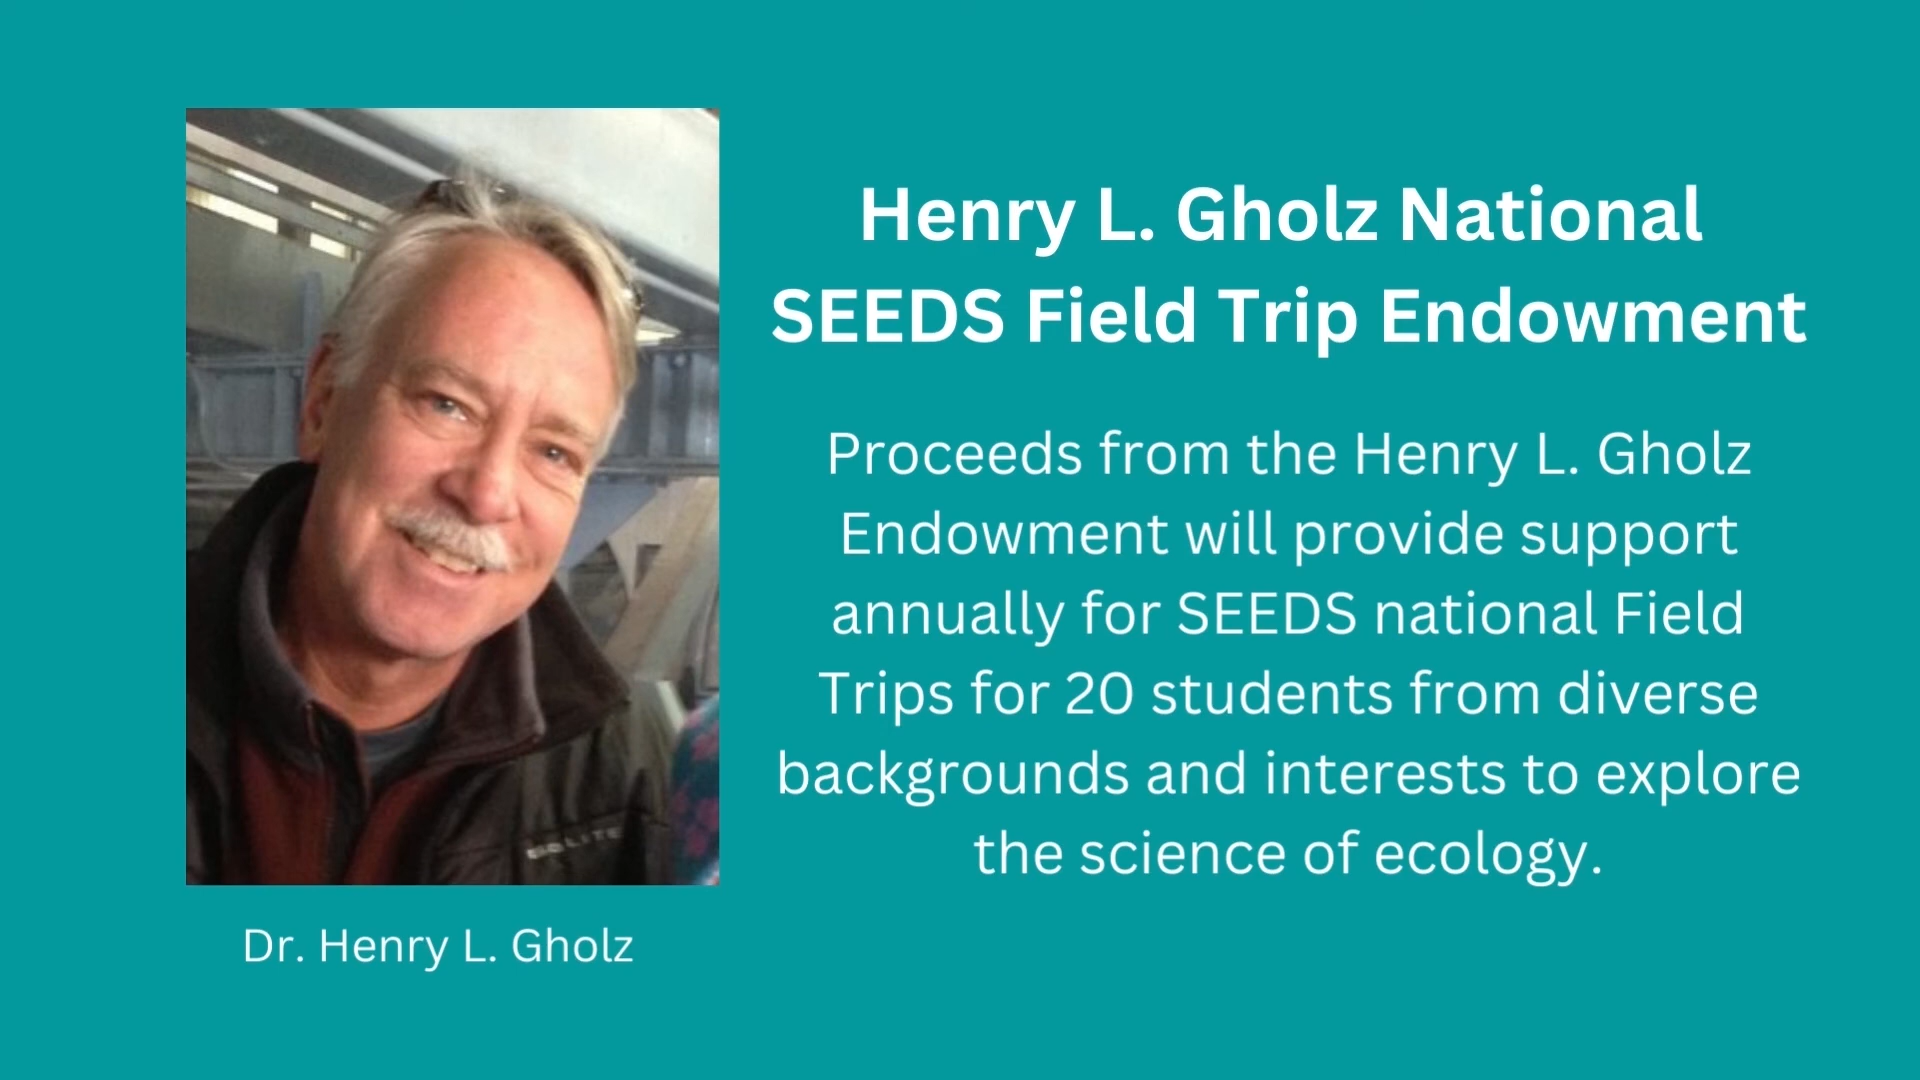 Henry L. Gholz National
SEEDS Field Trip Endowment
Proceeds from the Henry L. Gholz
Endowment will provide support
annually for SEEDS national Field
Trips for 20 students from diverse
backgrounds and interests to explore
the science of ecology.
GOLITE
Dr. Henry L. Gholz